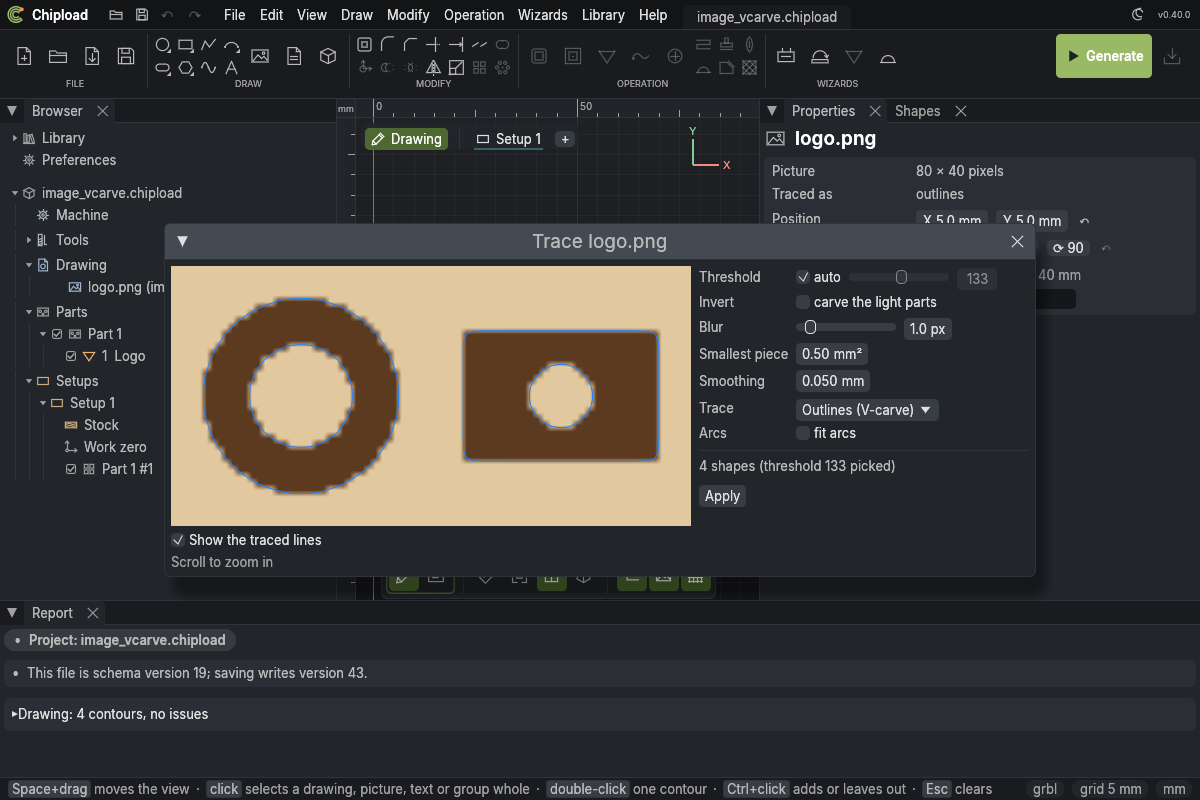 Chipload
File Edit View Draw Modify Operation Wizards Library Help
image_vcarve.chipload
v0.40.0
FILE
DRAW
MODIFY
OPERATION
WIZARDS
Generate
Browser
Library
Preferences
image_vcarve.chipload
Machine
Tools
Drawing
logo.png (im
Parts
Part 1
1 Logo
Setups
Setup 1
Stock
Work zero
Part 1 #1
mm
0
50
Drawing
Setup 1
+
Y
X
Properties
Shapes
logo.png
Picture 80 × 40 pixels
Traced as outlines
Position X 5.0 mm Y 5.0 mm
90
40 mm
Trace logo.png
Threshold auto 133
Invert carve the light parts
Blur 1.0 px
Smallest piece 0.50 mm²
Smoothing 0.050 mm
Trace Outlines (V-carve)
Arcs fit arcs
4 shapes (threshold 133 picked)
Apply
Show the traced lines
Scroll to zoom in
Report
• Project: image_vcarve.chipload
• This file is schema version 19; saving writes version 43.
Drawing: 4 contours, no issues
Space+drag moves the view · click selects a drawing, picture, text or group whole · double-click one contour · Ctrl+click adds or leaves out · Esc clears
grbl
grid 5 mm
mm